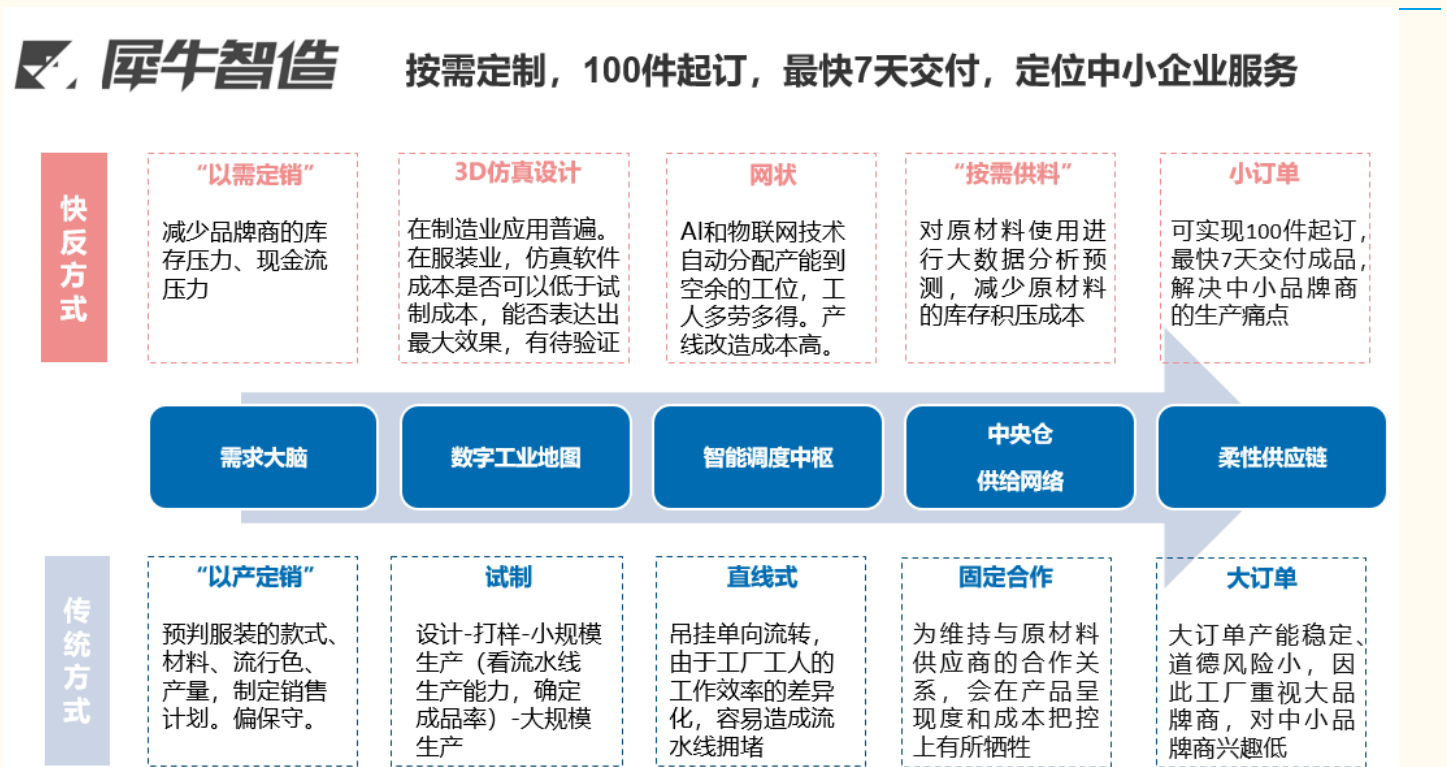 犀牛智造
按需定制，100件起订，最快7天交付，定位中小企业服务
快反方式
“以需定销”
减少品牌商的库
存压力、现金流
压力
3D仿真设计
在制造业应用普遍。
在服装业，仿真软件
成本是否可以低于试
制成本，能否表达出
最大效果，有待验证
网状
AI和物联网技术
自动分配产能到
空余的工位，工
人多劳多得。产
线改造成本高。
“按需供料”
对原材料使用进
行大数据分析预
测，减少原材料
的库存积压成本
小订单
可实现100件起订，
最快7天交付成品，
解决中小品牌商
的生产痛点
需求大脑
数字工业地图
智能调度中枢
中央仓
供给网络
柔性供应链
传统方式
“以产定销”
预判服装的款式、
材料、流行色、
产量，制定销售
计划。偏保守。
试制
设计-打样-小规模
生产（看流水线
生产能力，确定
成品率）-大规模
生产
直线式
吊挂单向流转，
由于工厂工人的
工作效率的差异
化，容易造成流
水线拥堵
固定合作
为维持与原材料
供应商的合作关
系，会在产品呈
现度和成本把控
上有所牺牲
大订单
大订单产能稳定、
道德风险小，因
此工厂重视大品
牌商，对中小品
牌商兴趣低